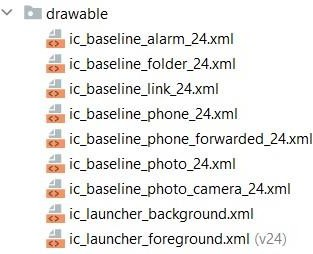 drawable
ic_baseline_alarm_24.xml
ic_baseline_folder_24.xml
ic_baseline_link_24.xml
ic_baseline_phone_24.xml
ic_baseline_phone_forwarded_24.xml
ic_baseline_photo_24.xml
ic_baseline_photo_camera_24.xml
ic_launcher_background.xml
ic_launcher_foreground.xml (v24)